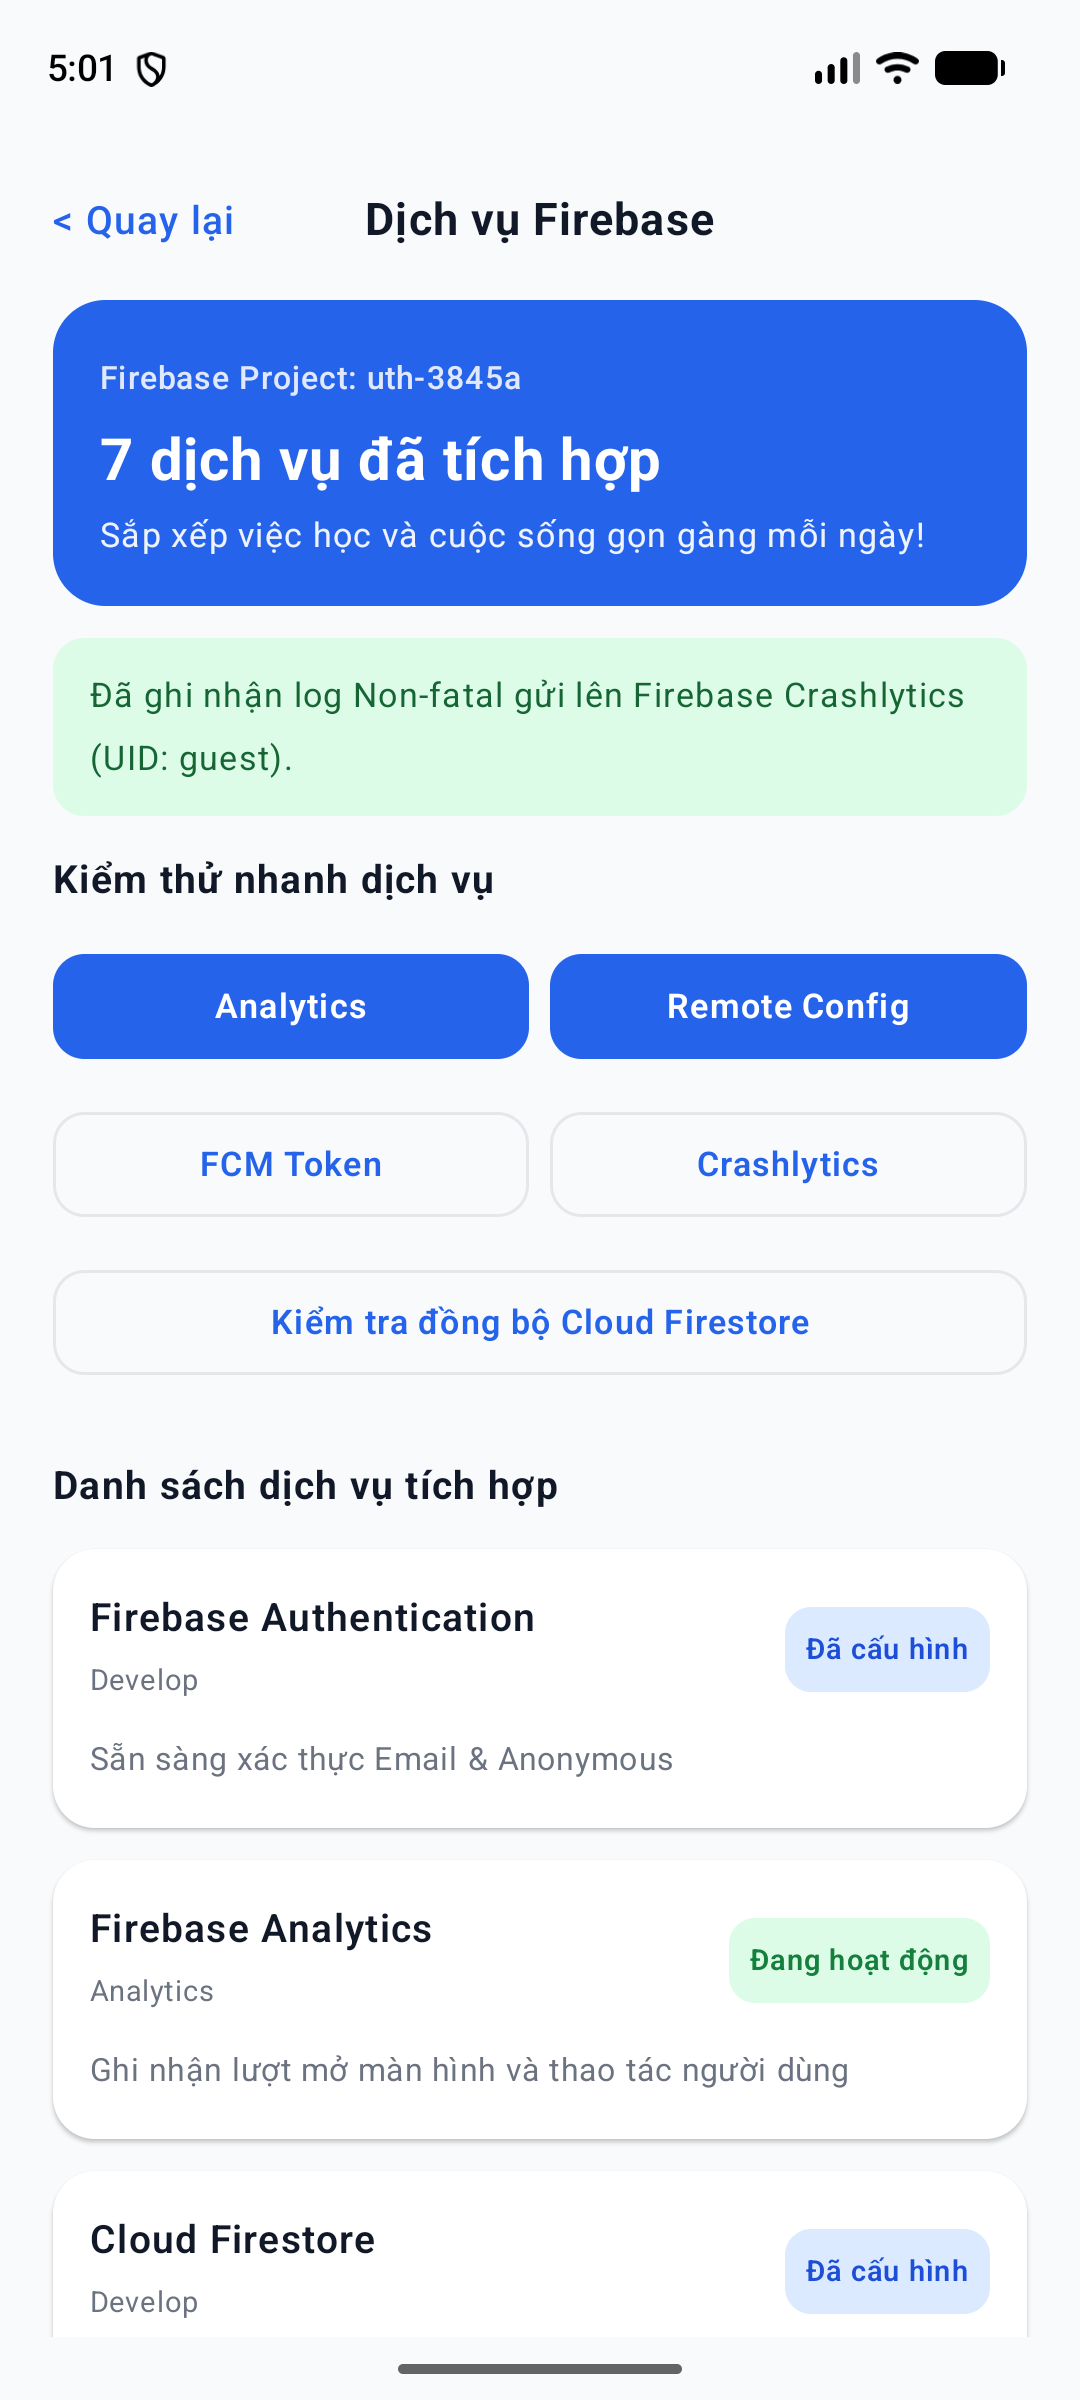 5:01
< Quay lại
Dịch vụ Firebase
Firebase Project: uth-3845a
7 dịch vụ đã tích hợp
Sắp xếp việc học và cuộc sống gọn gàng mỗi ngày!
Đã ghi nhận log Non-fatal gửi lên Firebase Crashlytics
(UID: guest).
Kiểm thử nhanh dịch vụ
Analytics
Remote Config
FCM Token
Crashlytics
Kiểm tra đồng bộ Cloud Firestore
Danh sách dịch vụ tích hợp
Firebase Authentication
Develop
Đã cấu hình
Sẵn sàng xác thực Email & Anonymous
Firebase Analytics
Analytics
Đang hoạt động
Ghi nhận lượt mở màn hình và thao tác người dùng
Cloud Firestore
Develop
Đã cấu hình